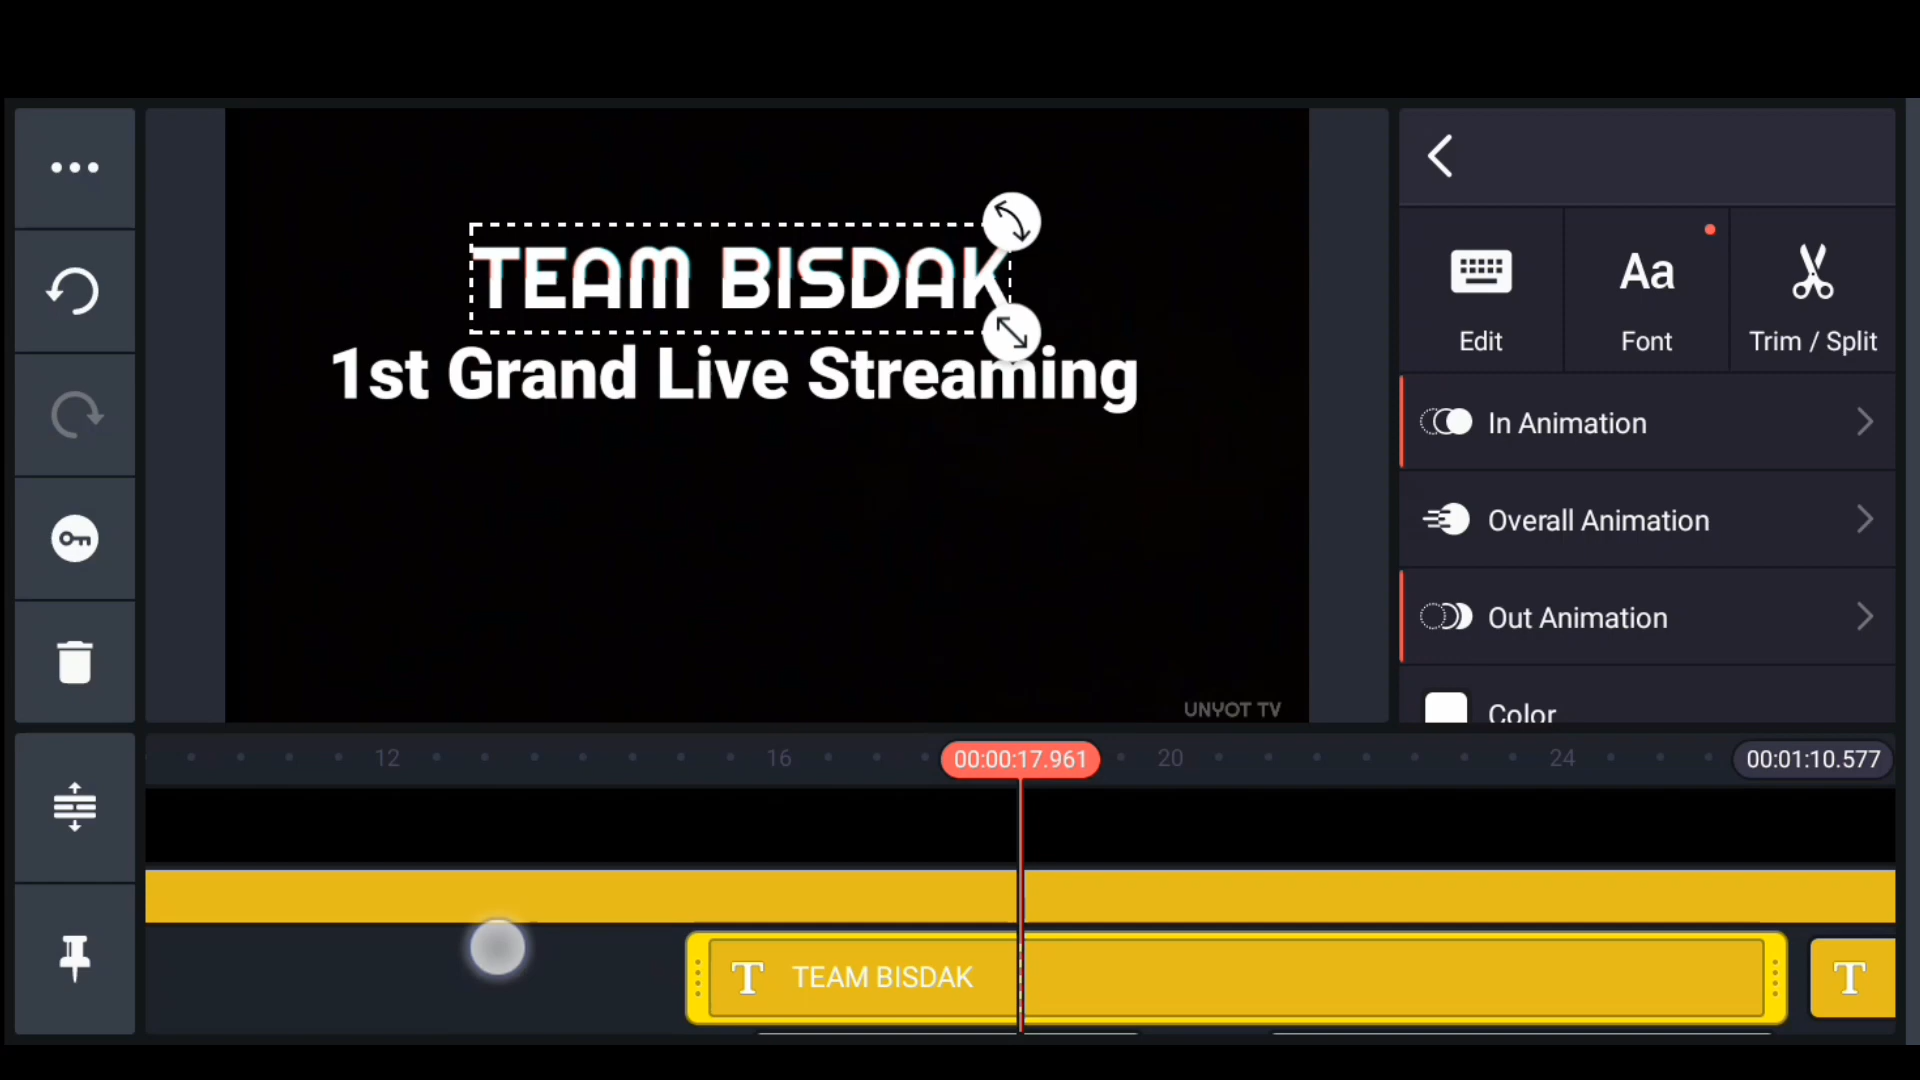 TEAM BISDAK
1st Grand Live Streaming
UNYOT TV
Edit
Aa
Font
Trim / Split
In Animation
Overall Animation
Out Animation
Color
12
16
00:00:17.961
20
24
00:01:10.577
T TEAM BISDAK
T